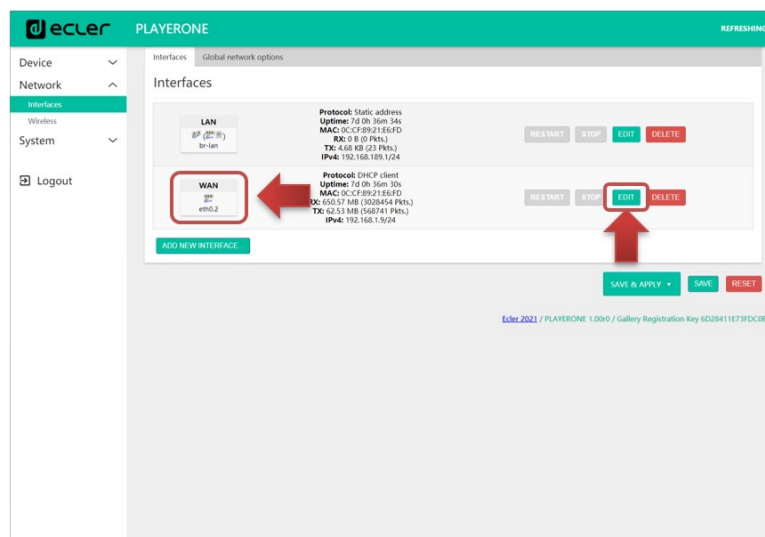 ecler
PLAYERONE
REFRESHING
Device
Network
Interfaces
Wireless
System
Logout
Interfaces Global network options
Interfaces
LAN
br-lan
Protocol: Static address
Uptime: 7d 0h 36m 34s
MAC: 0C:CF:89:21:E6:FD
RX: 0 B (0 Pkts.)
TX: 4.68 KB (23 Pkts.)
IPv4: 192.168.189.1/24
RESTART STOP EDIT DELETE
WAN
eth0.2
Protocol: DHCP client
Uptime: 7d 0h 36m 30s
MAC: 0C:CF:89:21:E6:FD
RX: 650.57 MB (3028454 Pkts.)
TX: 62.53 MB (568741 Pkts.)
IPv4: 192.168.1.9/24
RESTART STOP EDIT DELETE
ADD NEW INTERFACE...
SAVE & APPLY SAVE RESET
Ecler 2021 / PLAYERONE 1.00r0 / Gallery Registration Key